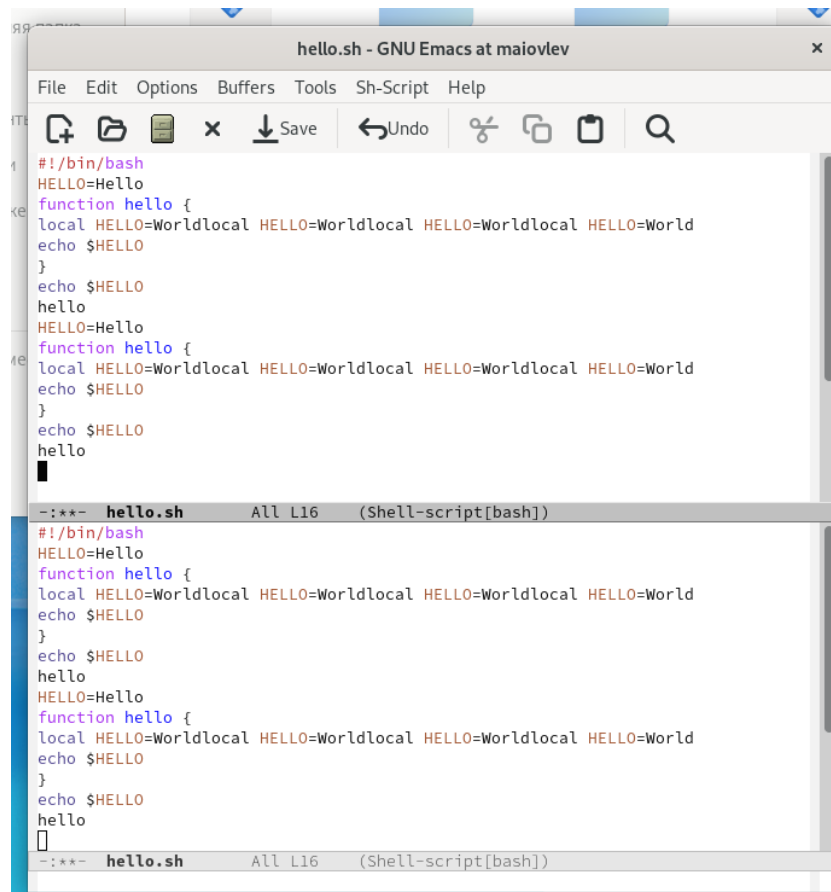 hello.sh - GNU Emacs at maiovlev
File Edit Options Buffers Tools Sh-Script Help
Save Undo
#!/bin/bash
HELLO=Hello
function hello {
local HELLO=Worldlocal HELLO=Worldlocal HELLO=Worldlocal HELLO=World
echo $HELLO
}
echo $HELLO
hello
HELLO=Hello
function hello {
local HELLO=Worldlocal HELLO=Worldlocal HELLO=Worldlocal HELLO=World
echo $HELLO
}
echo $HELLO
hello
-:**- hello.sh All L16 (Shell-script[bash])
#!/bin/bash
HELLO=Hello
function hello {
local HELLO=Worldlocal HELLO=Worldlocal HELLO=Worldlocal HELLO=World
echo $HELLO
}
echo $HELLO
hello
HELLO=Hello
function hello {
local HELLO=Worldlocal HELLO=Worldlocal HELLO=Worldlocal HELLO=World
echo $HELLO
}
echo $HELLO
hello
-:**- hello.sh All L16 (Shell-script[bash])